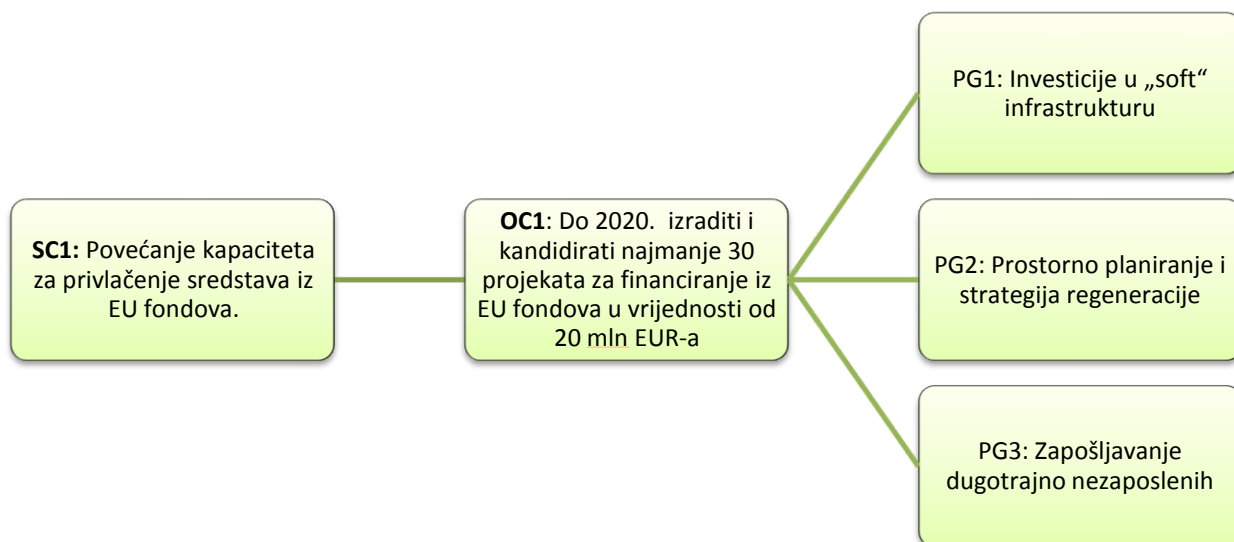 SC1: Povećanje kapaciteta
za privlačenje sredstava iz
EU fondova.
OC1: Do 2020. izraditi i
kandidirati najmanje 30
projekata za financiranje iz
EU fondova u vrijednosti od
20 mln EUR-a
PG1: Investicije u „soft“
infrastrukturu
PG2: Prostorno planiranje i
strategija regeneracije
PG3: Zapošljavanje
dugotrajno nezaposlenih